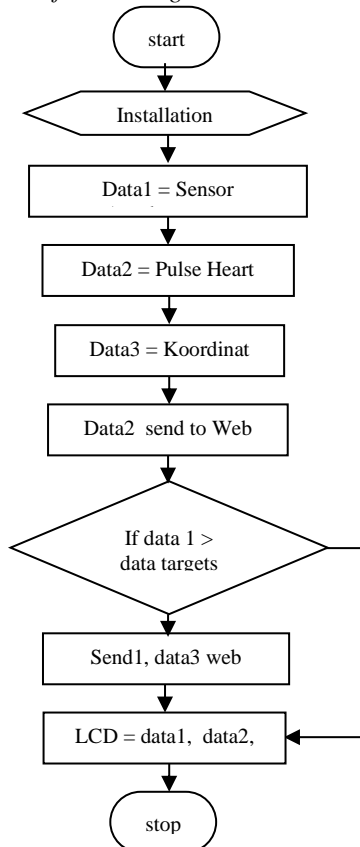 start
Installation
Data1 = Sensor
Data2 = Pulse Heart
Data3 = Koordinat
Data2 send to Web
If data 1 >
data targets
Send1, data3 web
LCD = data1, data2,
stop